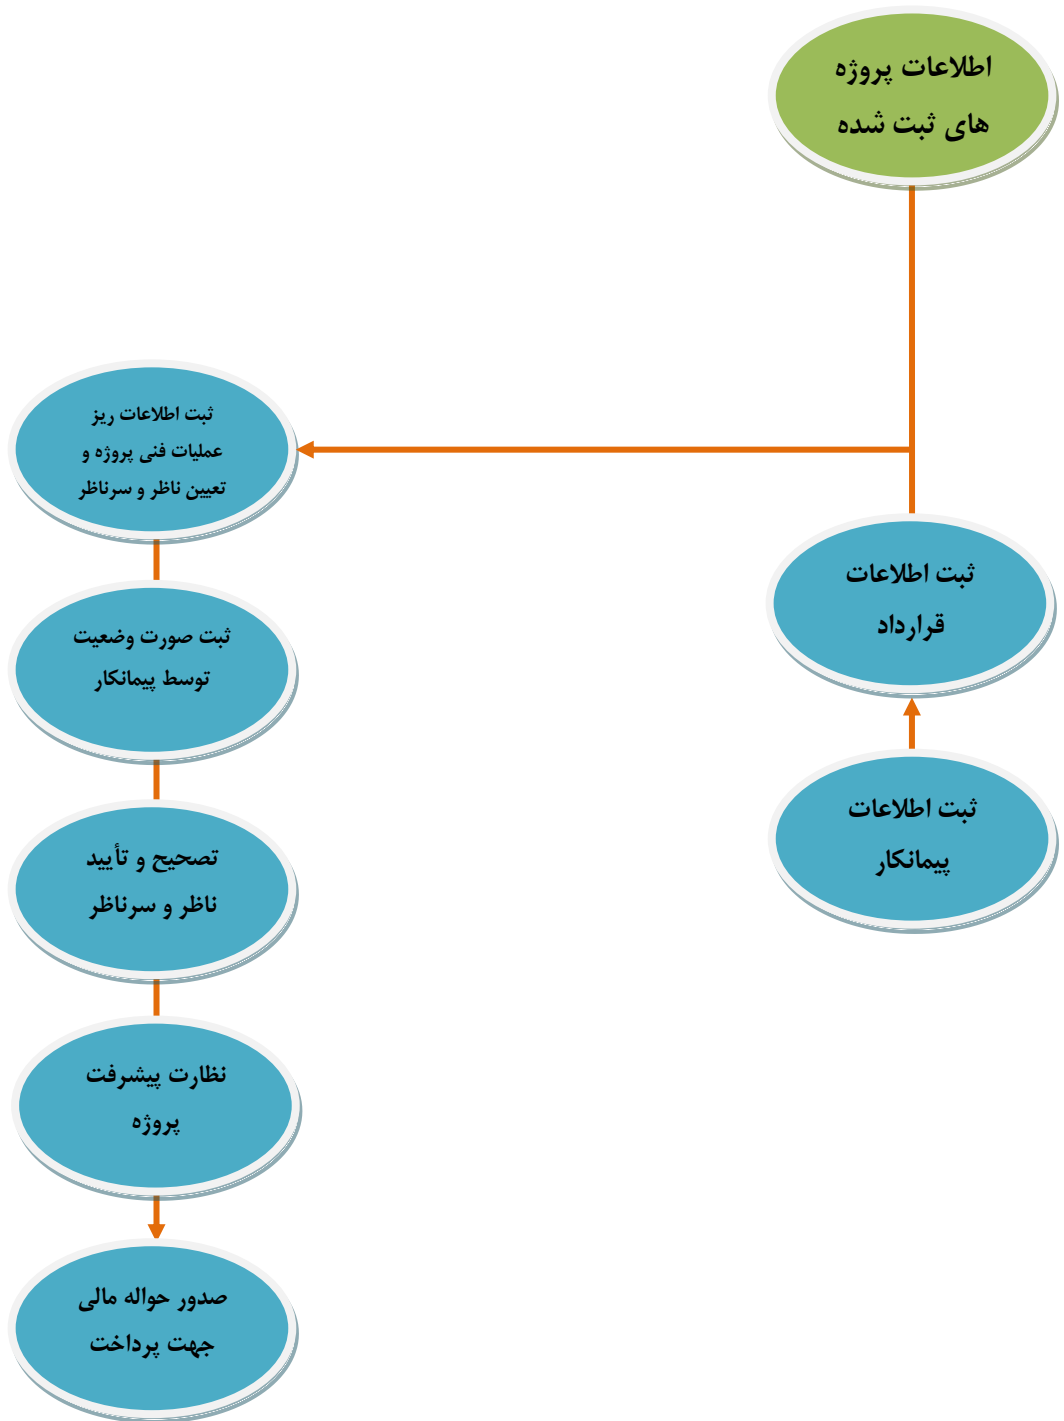 اطلاعات پروژه
های ثبت شده
ثبت اطلاعات ریز
عملیات فنی پروژه و
تعیین ناظر و سرناظر
ثبت اطلاعات
قرارداد
ثبت صورت وضعیت
توسط پیمانکار
ثبت اطلاعات
پیمانکار
تصحیح و تأیید
ناظر و سرناظر
نظارت پیشرفت
پروژه
صدور حواله مالی
جهت پرداخت